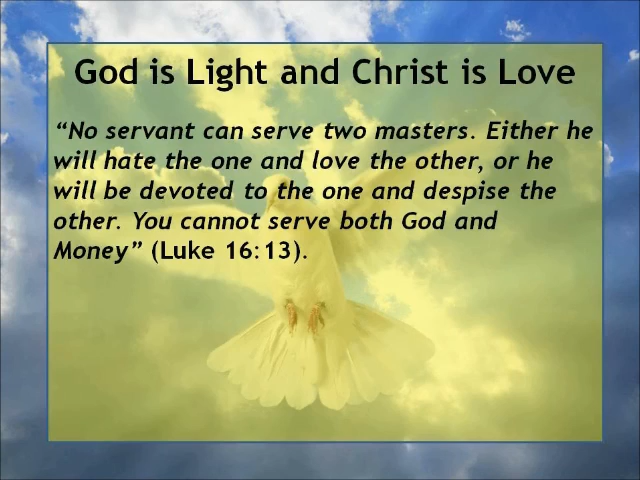 God is Light and Christ is Love
“No servant can serve two masters. Either he
will hate the one and love the other, or he
will be devoted to the one and despise the
other. You cannot serve both God and
Money” (Luke 16:13).